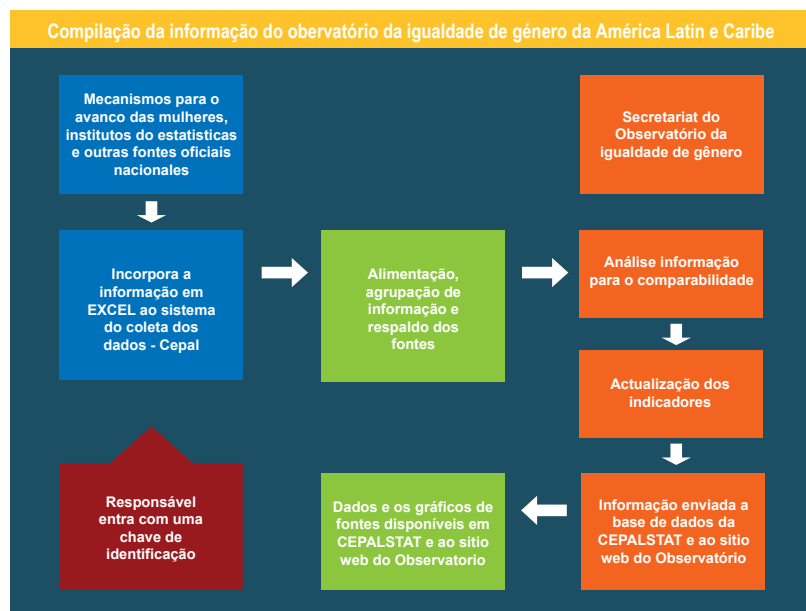 Compilação da informação do obervatório da igualdade de género da América Latin e Caribe
Mecanismos para o
avanco das mulheres,
institutos do estatisticas
e outras fontes oficiais
nacionales
Secretariat do
Observatório da
igualdade de gênero
Incorpora a
informação em
EXCEL ao sistema
do coleta dos
dados - Cepal
Alimentação,
agrupação de
informação e
respaldo dos
fontes
Análise informação
para o comparabilidade
Actualização dos
indicadores
Responsável
entra com uma
chave de
identificação
Dados e os gráficos de
fontes disponíveis em
CEPALSTAT e ao sitio
web do Observatorio
Informação enviada a
base de dados da
CEPALSTAT e ao sitio
web do Observatório